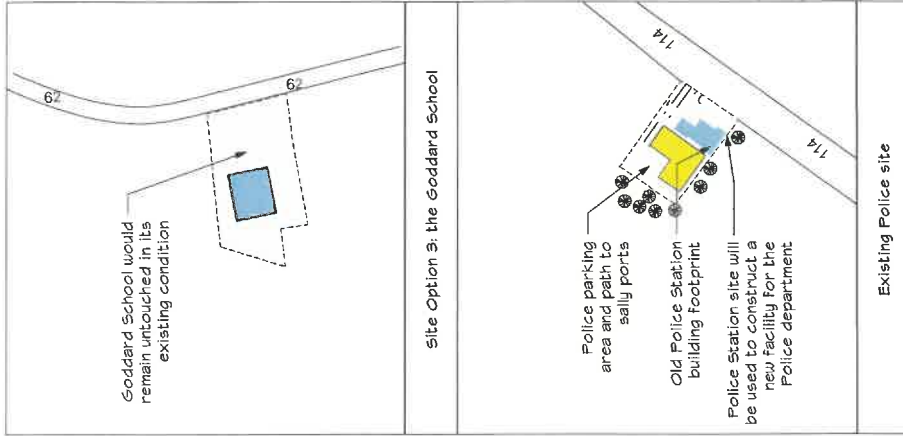 62
62
Goddard School would
remain untouched in its
existing condition
Site Option 3: the Goddard School
114
114
Police parking
area and path to
sally ports
Old Police Station
building footprint
Police Station site will
be used to construct a
new facility for the
Police department
Existing Police site